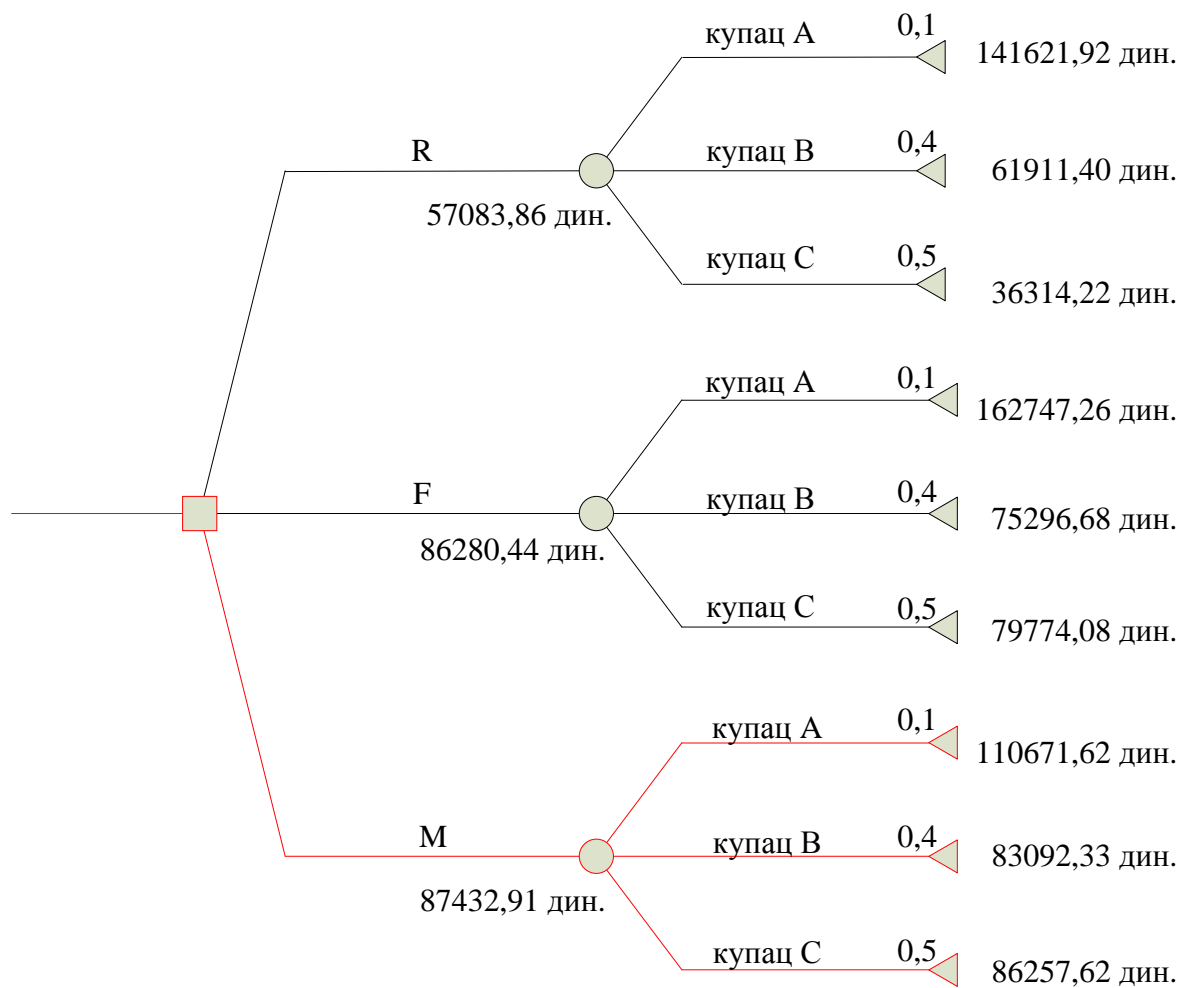 купац A 0,1 141621,92 дин.
R купац B 0,4 61911,40 дин.
57083,86 дин.
купац C 0,5 36314,22 дин.
купац A 0,1 162747,26 дин.
F купац B 0,4 75296,68 дин.
86280,44 дин.
купац C 0,5 79774,08 дин.
купац A 0,1 110671,62 дин.
M купац B 0,4 83092,33 дин.
87432,91 дин.
купац C 0,5 86257,62 дин.